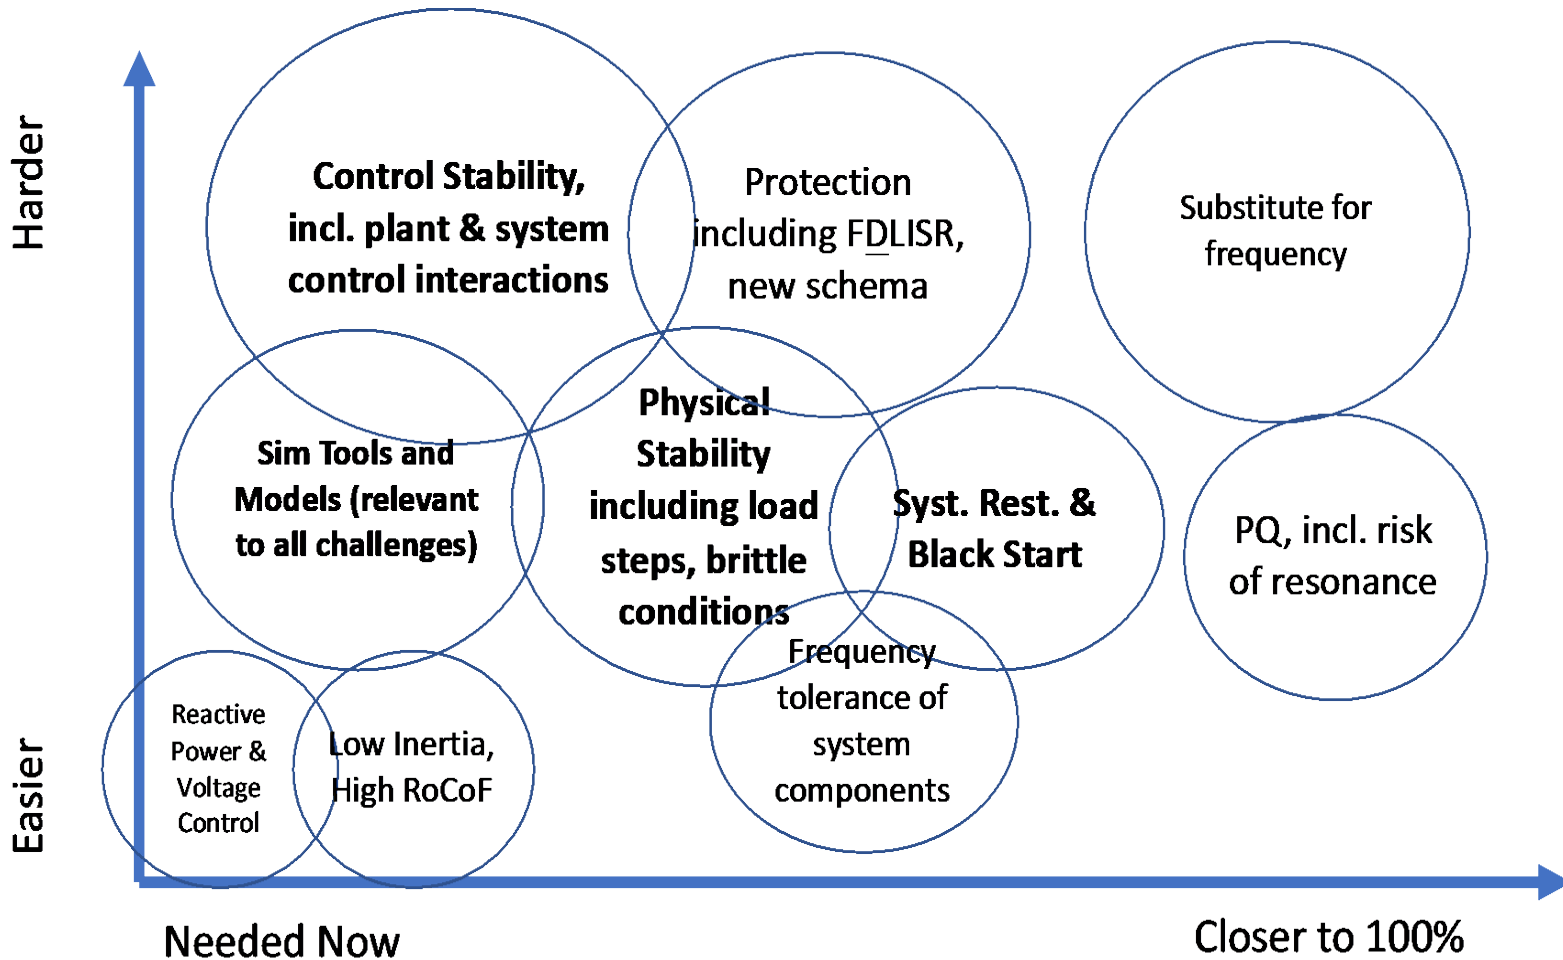 Harder
Control Stability,
incl. plant & system
control interactions
Protection
including FDLISR,
new schema
Substitute for
frequency
Sim Tools and
Models (relevant
to all challenges)
Physical
Stability
including load
steps, brittle
conditions
Syst. Rest. &
Black Start
PQ, incl. risk
of resonance
Easier
Reactive
Power &
Voltage
Control
Low Inertia,
High RoCoF
Frequency
tolerance of
system
components
Needed Now
Closer to 100%